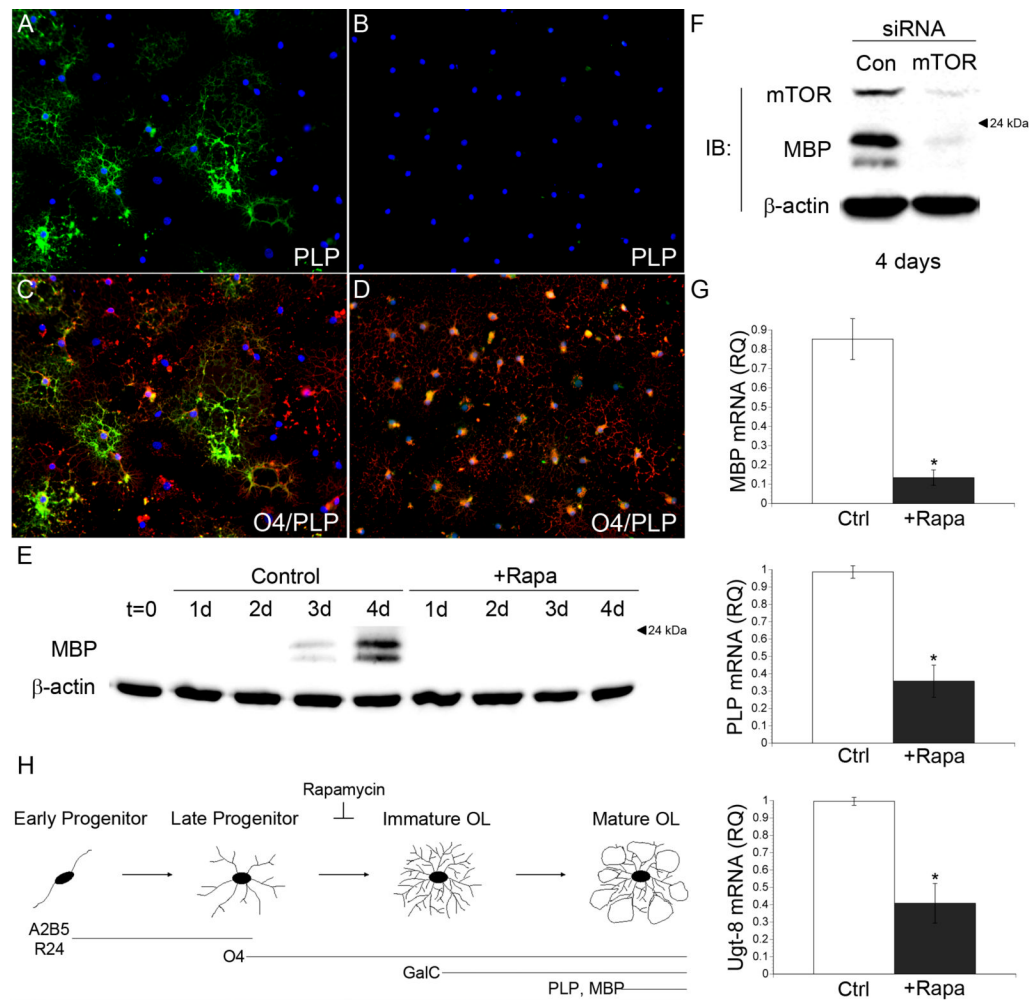 A
PLP
B
PLP
C
O4/PLP
D
O4/PLP
E
Control
+Rapa
t=0 1d 2d 3d 4d 1d 2d 3d 4d
◄24 kDa
MBP
β-actin
F
siRNA
Con mTOR
mTOR
◄24 kDa
IB:
MBP
β-actin
4 days
G
MBP mRNA (RQ)
0.9
0.8
0.7
0.6
0.5
0.4
0.3
0.2
0.1
0
*
Ctrl +Rapa
PLP mRNA (RQ)
1
0.9
0.8
0.7
0.6
0.5
0.4
0.3
0.2
0.1
0
*
Ctrl +Rapa
Ugt-8 mRNA (RQ)
1
0.9
0.8
0.7
0.6
0.5
0.4
0.3
0.2
0.1
0
*
Ctrl +Rapa
H
Rapamycin
Early Progenitor Late Progenitor Immature OL Mature OL
A2B5
R24
O4
GalC
PLP, MBP